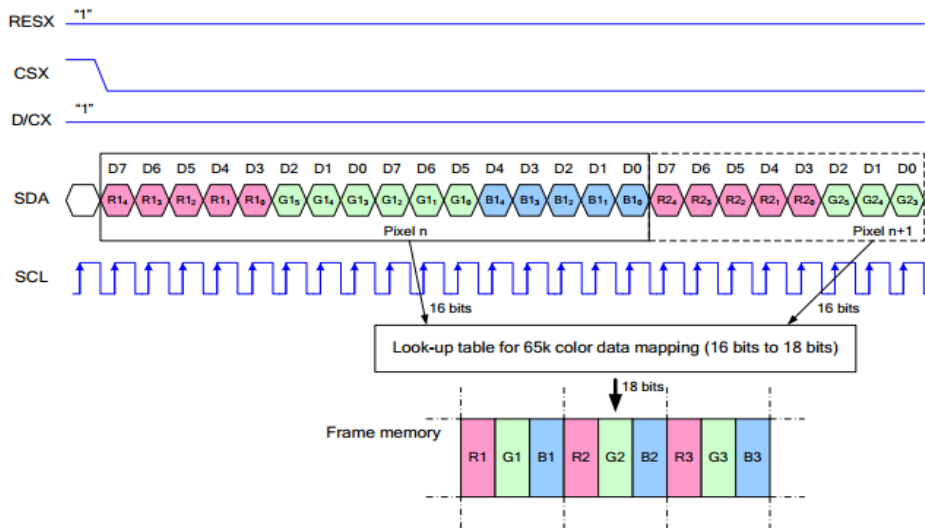 RESX "1"
CSX
D/CX "1"
D7 D6 D5 D4 D3 D2 D1 D0 D7 D6 D5 D4 D3 D2 D1 D0 D7 D6 D5 D4 D3 D2 D1 D0
SDA R1₄ R1₃ R1₂ R1₁ R1₀ G1₅ G1₄ G1₃ G1₂ G1₁ G1₀ B1₄ B1₃ B1₂ B1₁ B1₀ R2₄ R2₃ R2₂ R2₁ R2₀ G2₅ G2₄ G2₃
Pixel n Pixel n+1
SCL
16 bits 16 bits
Look-up table for 65k color data mapping (16 bits to 18 bits)
18 bits
Frame memory
R1 G1 B1 R2 G2 B2 R3 G3 B3